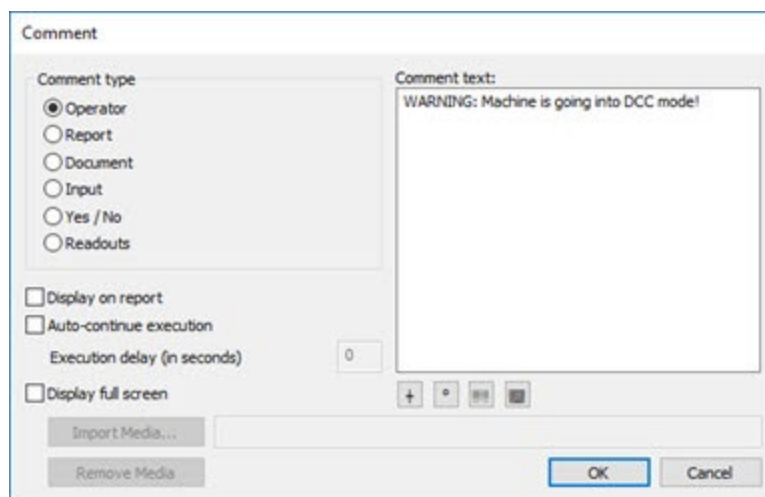 Comment
Comment type
Operator
Report
Document
Input
Yes / No
Readouts
Display on report
Auto-continue execution
Execution delay (in seconds)
0
Display full screen
Import Media...
Remove Media
Comment text:
WARNING: Machine is going into DCC mode!
OK
Cancel